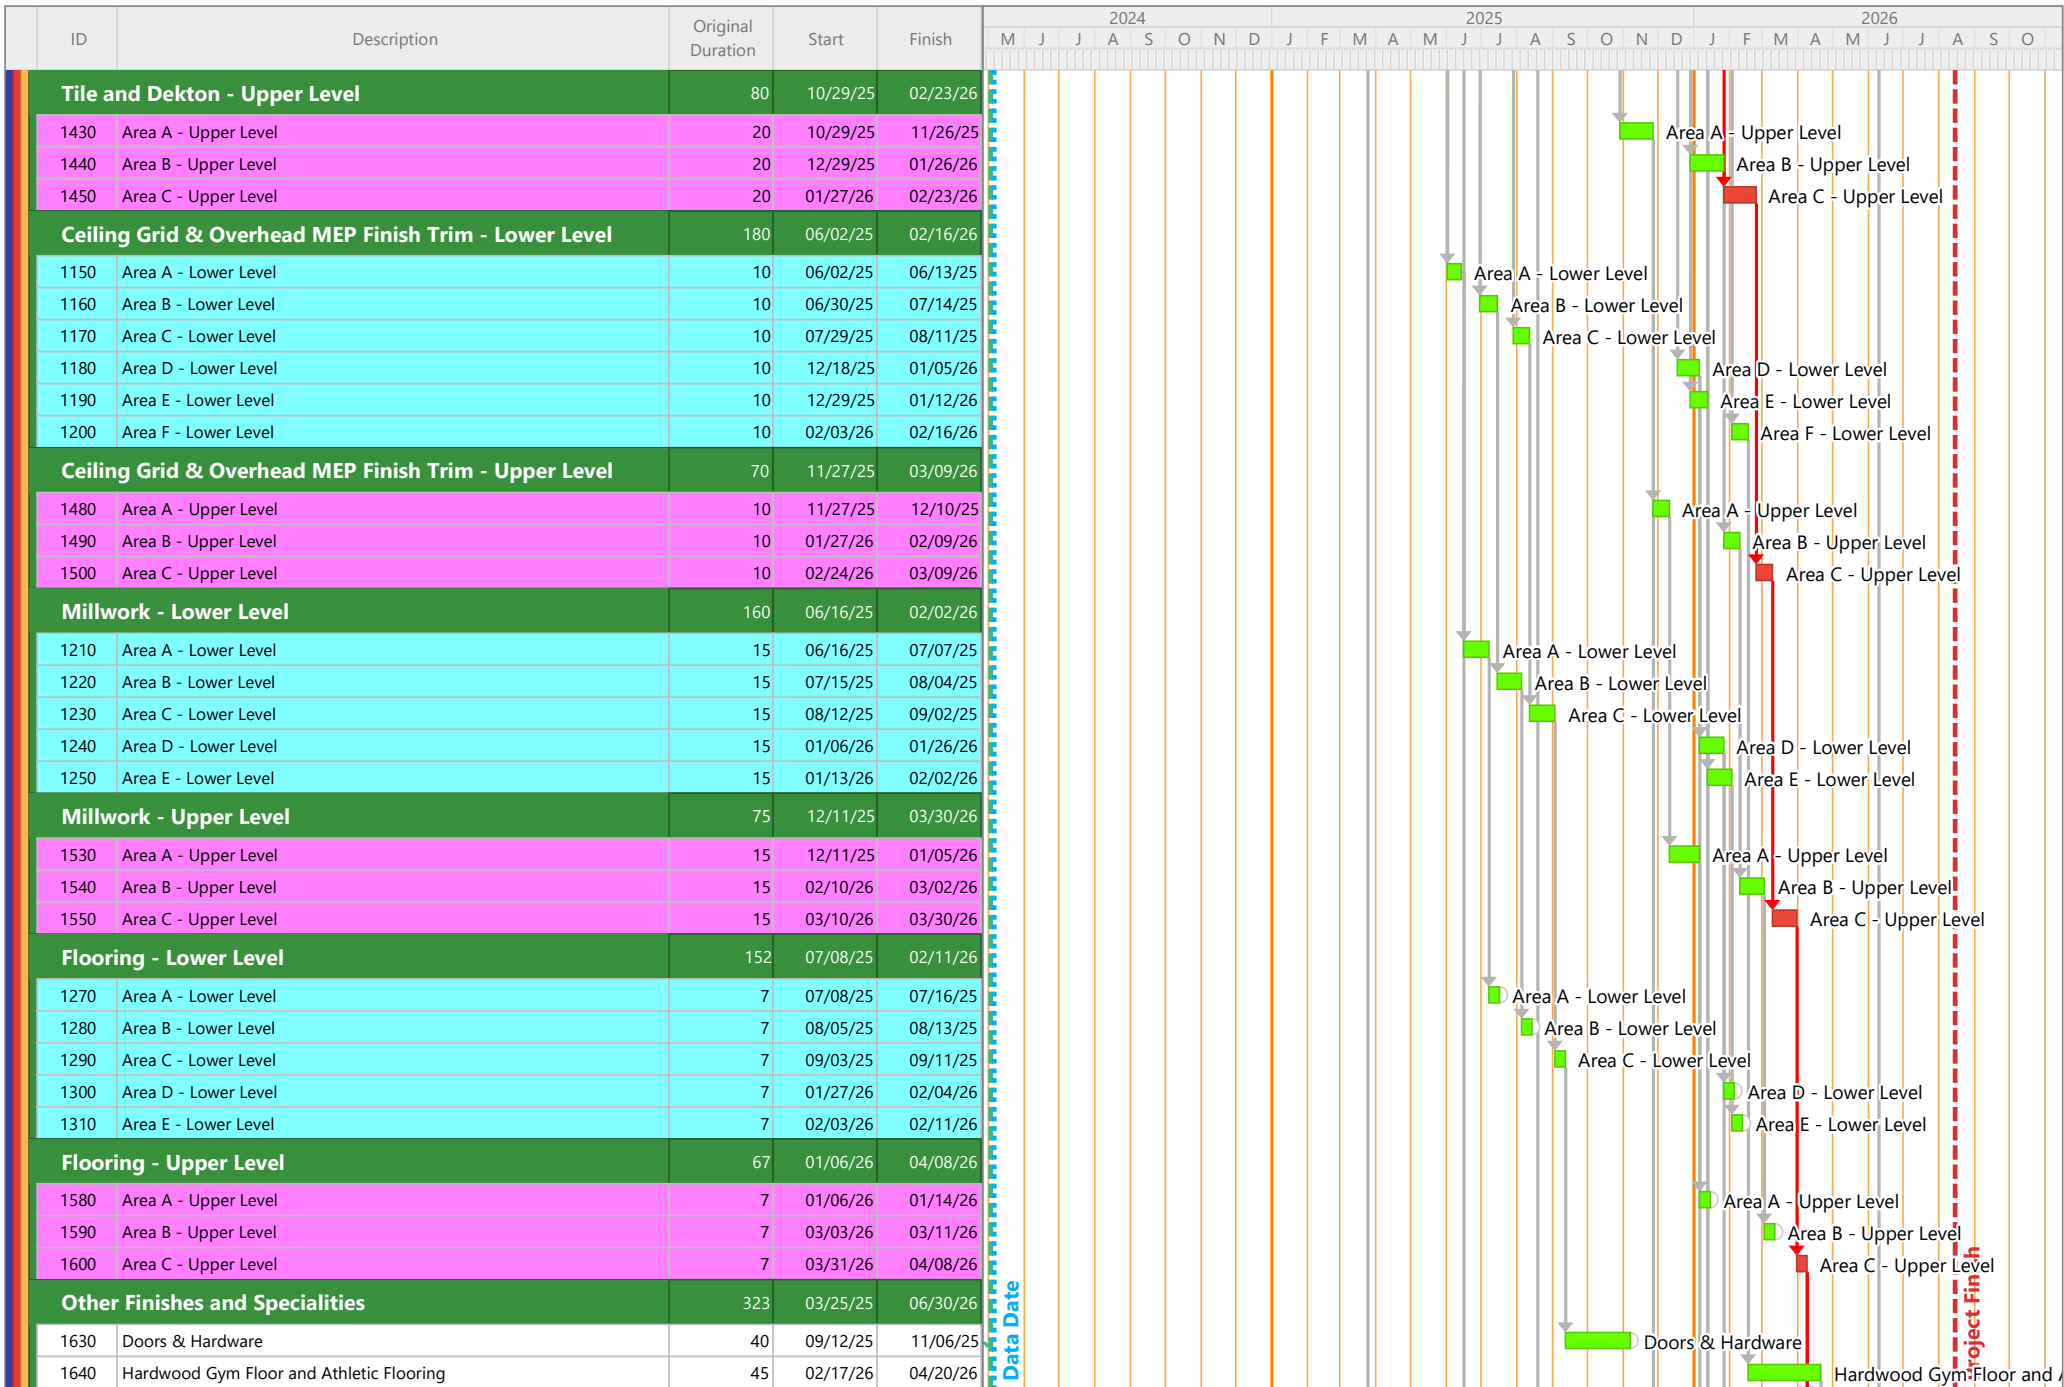 2024 2025 2026
ID Description Original Duration Start Finish M J J A S O N D J F M A M J J A S O N D J F M A M J J A S O
Tile and Dekton - Upper Level 80 10/29/25 02/23/26
1430 Area A - Upper Level 20 10/29/25 11/26/25 Area A - Upper Level
1440 Area B - Upper Level 20 12/29/25 01/26/26 Area B - Upper Level
1450 Area C - Upper Level 20 01/27/26 02/23/26 Area C - Upper Level
Ceiling Grid & Overhead MEP Finish Trim - Lower Level 180 06/02/25 02/16/26
1150 Area A - Lower Level 10 06/02/25 06/13/25 Area A - Lower Level
1160 Area B - Lower Level 10 06/30/25 07/14/25 Area B - Lower Level
1170 Area C - Lower Level 10 07/29/25 08/11/25 Area C - Lower Level
1180 Area D - Lower Level 10 12/18/25 01/05/26 Area D - Lower Level
1190 Area E - Lower Level 10 12/29/25 01/12/26 Area E - Lower Level
1200 Area F - Lower Level 10 02/03/26 02/16/26 Area F - Lower Level
Ceiling Grid & Overhead MEP Finish Trim - Upper Level 70 11/27/25 03/09/26
1480 Area A - Upper Level 10 11/27/25 12/10/25 Area A - Upper Level
1490 Area B - Upper Level 10 01/27/26 02/09/26 Area B - Upper Level
1500 Area C - Upper Level 10 02/24/26 03/09/26 Area C - Upper Level
Millwork - Lower Level 160 06/16/25 02/02/26
1210 Area A - Lower Level 15 06/16/25 07/07/25 Area A - Lower Level
1220 Area B - Lower Level 15 07/15/25 08/04/25 Area B - Lower Level
1230 Area C - Lower Level 15 08/12/25 09/02/25 Area C - Lower Level
1240 Area D - Lower Level 15 01/06/26 01/26/26 Area D - Lower Level
1250 Area E - Lower Level 15 01/13/26 02/02/26 Area E - Lower Level
Millwork - Upper Level 75 12/11/25 03/30/26
1530 Area A - Upper Level 15 12/11/25 01/05/26 Area A - Upper Level
1540 Area B - Upper Level 15 02/10/26 03/02/26 Area B - Upper Level
1550 Area C - Upper Level 15 03/10/26 03/30/26 Area C - Upper Level
Flooring - Lower Level 152 07/08/25 02/11/26
1270 Area A - Lower Level 7 07/08/25 07/16/25 Area A - Lower Level
1280 Area B - Lower Level 7 08/05/25 08/13/25 Area B - Lower Level
1290 Area C - Lower Level 7 09/03/25 09/11/25 Area C - Lower Level
1300 Area D - Lower Level 7 01/27/26 02/04/26 Area D - Lower Level
1310 Area E - Lower Level 7 02/03/26 02/11/26 Area E - Lower Level
Flooring - Upper Level 67 01/06/26 04/08/26
1580 Area A - Upper Level 7 01/06/26 01/14/26 Area A - Upper Level
1590 Area B - Upper Level 7 03/03/26 03/11/26 Area B - Upper Level
1600 Area C - Upper Level 7 03/31/26 04/08/26 Area C - Upper Level
Other Finishes and Specialities 323 03/25/25 06/30/26
1630 Doors & Hardware 40 09/12/25 11/06/25 Doors & Hardware
1640 Hardwood Gym Floor and Athletic Flooring 45 02/17/26 04/20/26 Hardwood Gym Floor and
Data Date
Project Finish